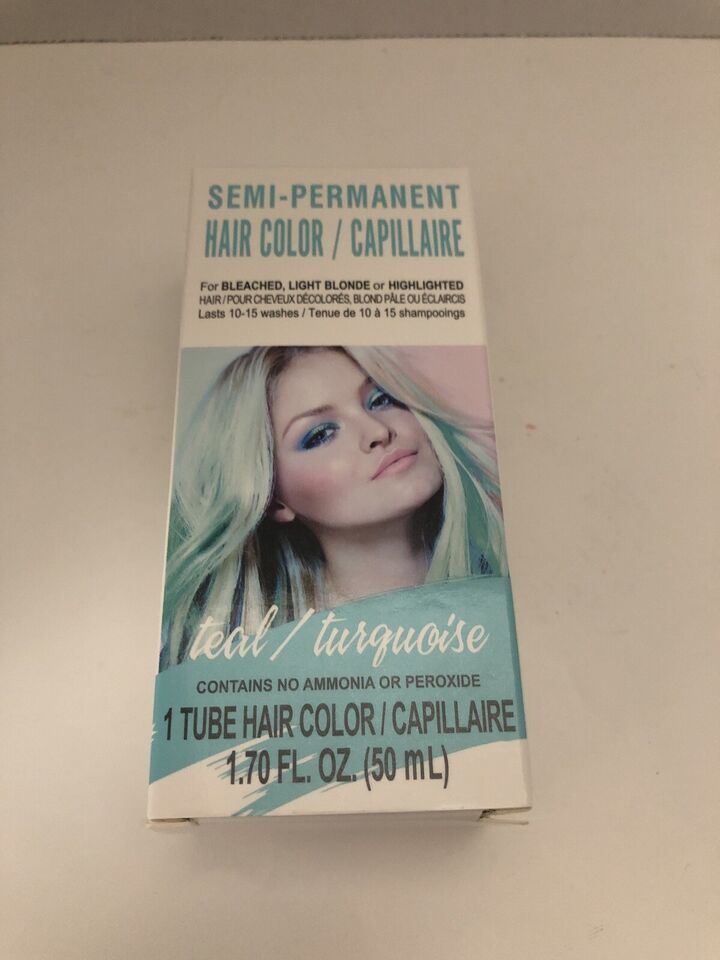 SEMI-PERMANENT
HAIR COLOR / CAPILLAIRE
For BLEACHED, LIGHT BLONDE or HIGHLIGHTED
HAIR / POUR CHEVEUX DÉCOLORÉS, BLOND PÂLE OU ÉCLAIRCIS
Lasts 10-15 washes / Tenue de 10 à 15 shampooings
teal / turquoise
CONTAINS NO AMMONIA OR PEROXIDE
1 TUBE HAIR COLOR / CAPILLAIRE
1.70 FL. OZ. (50 mL)